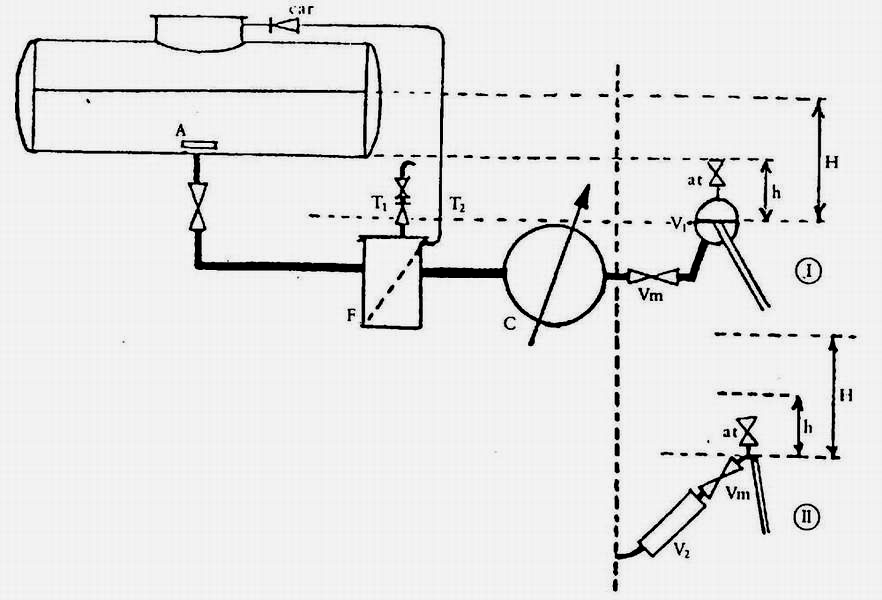 car
A
H
at
h
T₁
T₂
V₁
I
F
C
Vm
H
h
at
Vm
II
V₂